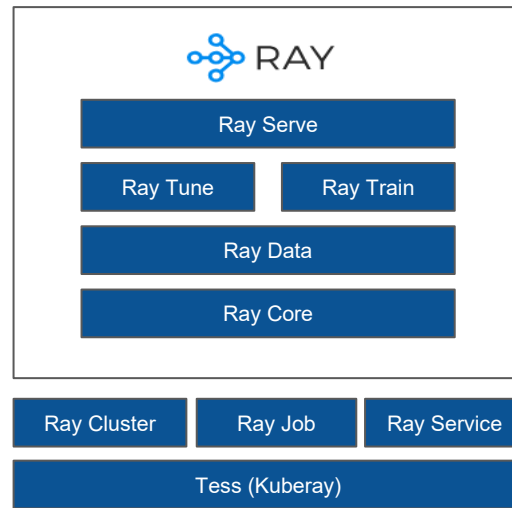 RAY
Ray Serve
Ray Tune
Ray Train
Ray Data
Ray Core
Ray Cluster
Ray Job
Ray Service
Tess (Kuberay)